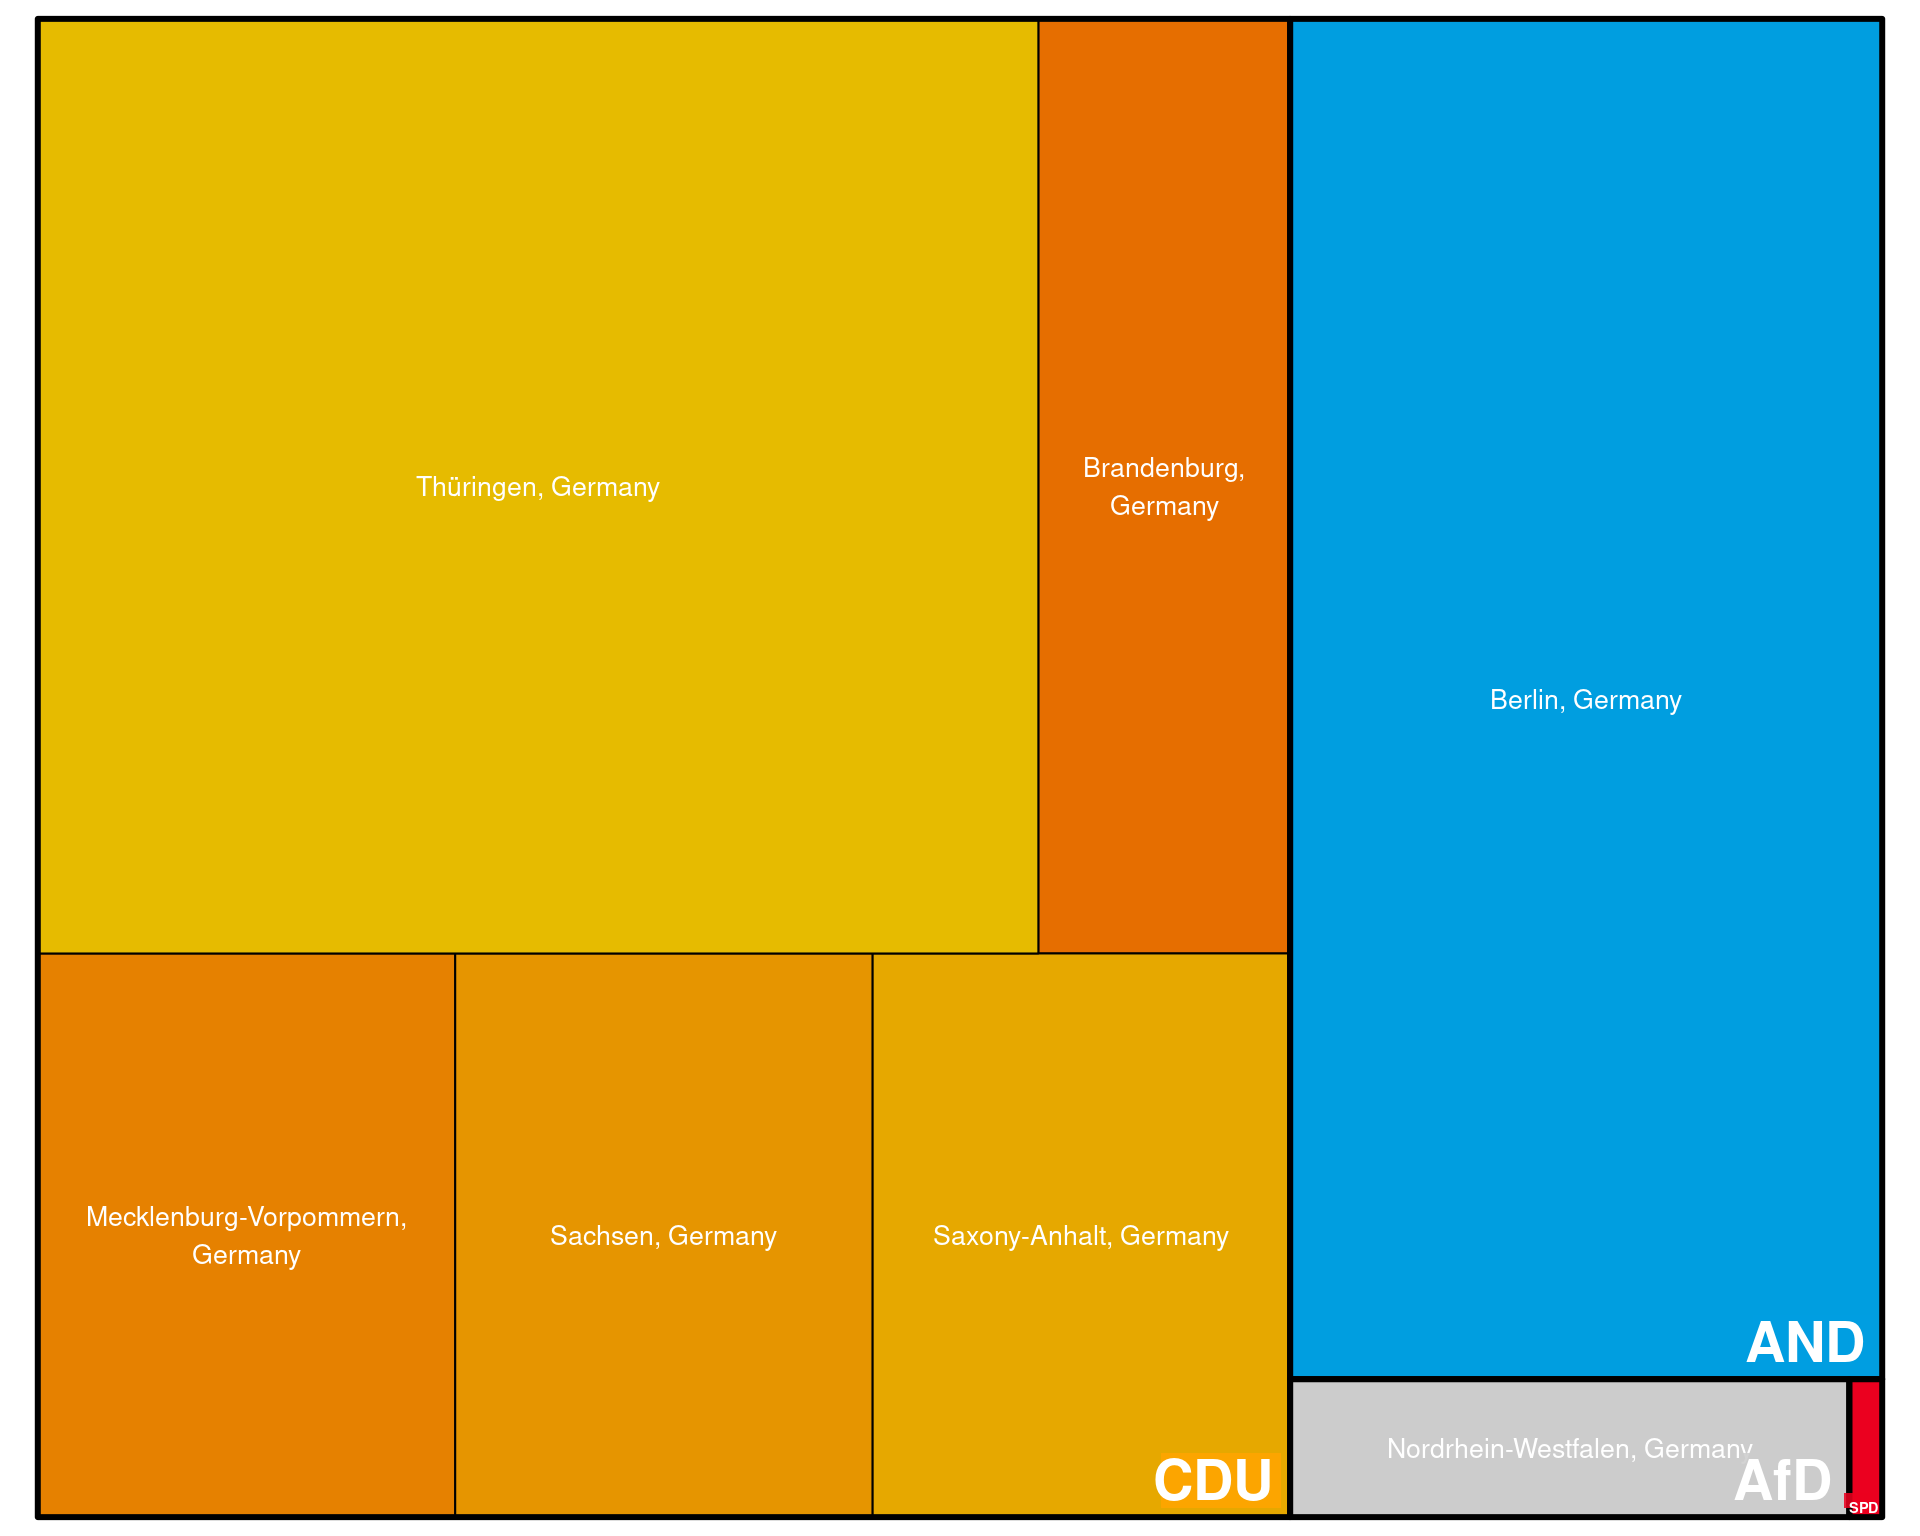 Thüringen, Germany
Brandenburg,
Germany
Berlin, Germany
Mecklenburg-Vorpommern,
Germany
Sachsen, Germany
Saxony-Anhalt, Germany
CDU
AND
Nordrhein-Westfalen, Germany
AfD
SPD